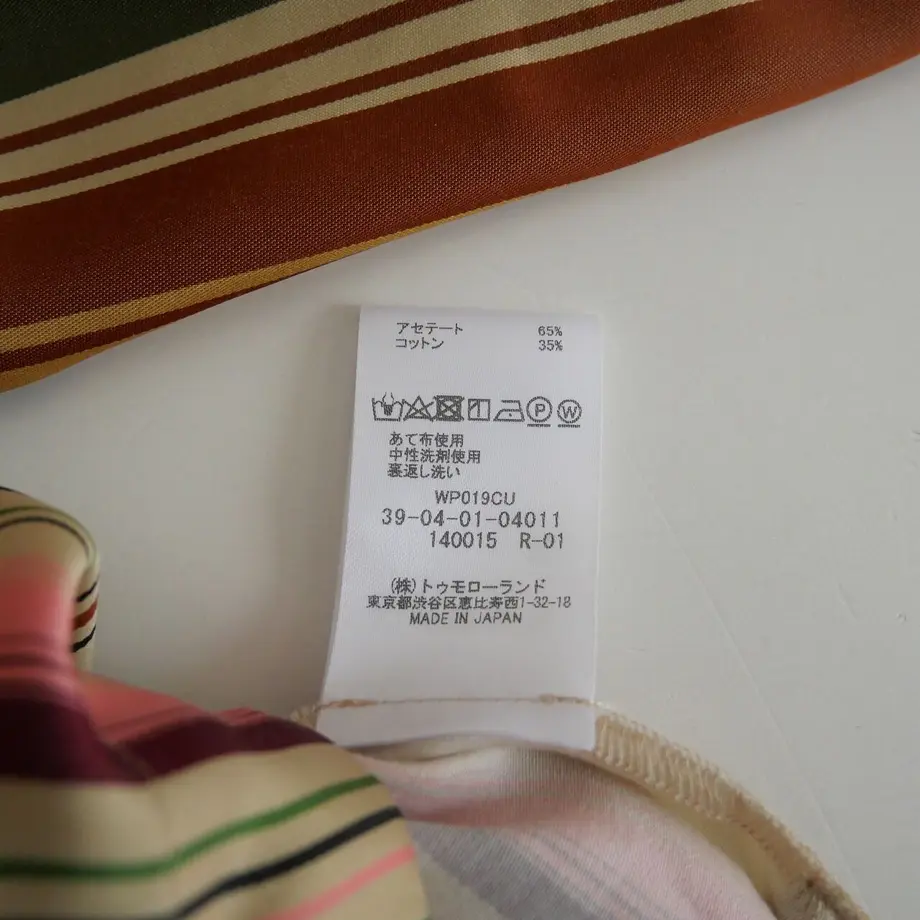 アセテート 65%
コットン 35%
P W
あて布使用
中性洗剤使用
裏返し洗い
WP019CU
39-04-01-04011
140015 R-01
(株)トゥモローランド
東京都渋谷区恵比寿西1-32-18
MADE IN JAPAN